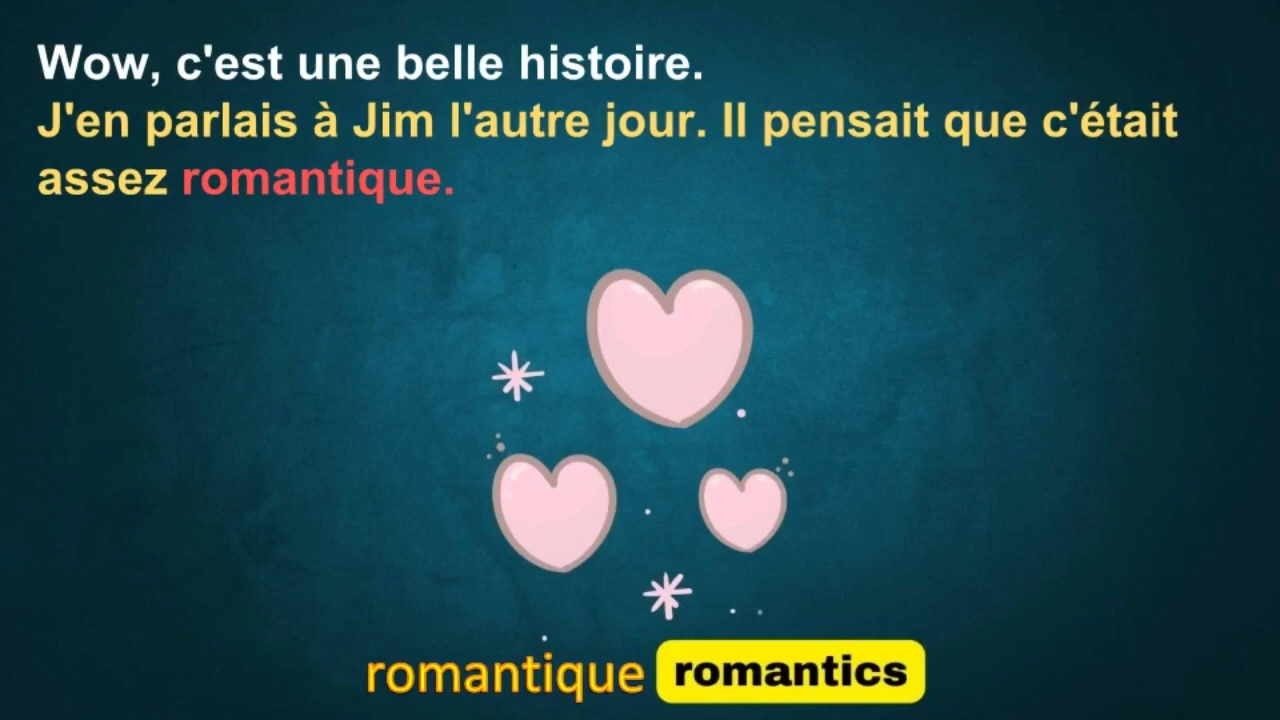 Wow, c'est une belle histoire.
J'en parlais à Jim l'autre jour. Il pensait que c'était
assez romantique.
romantique romantics